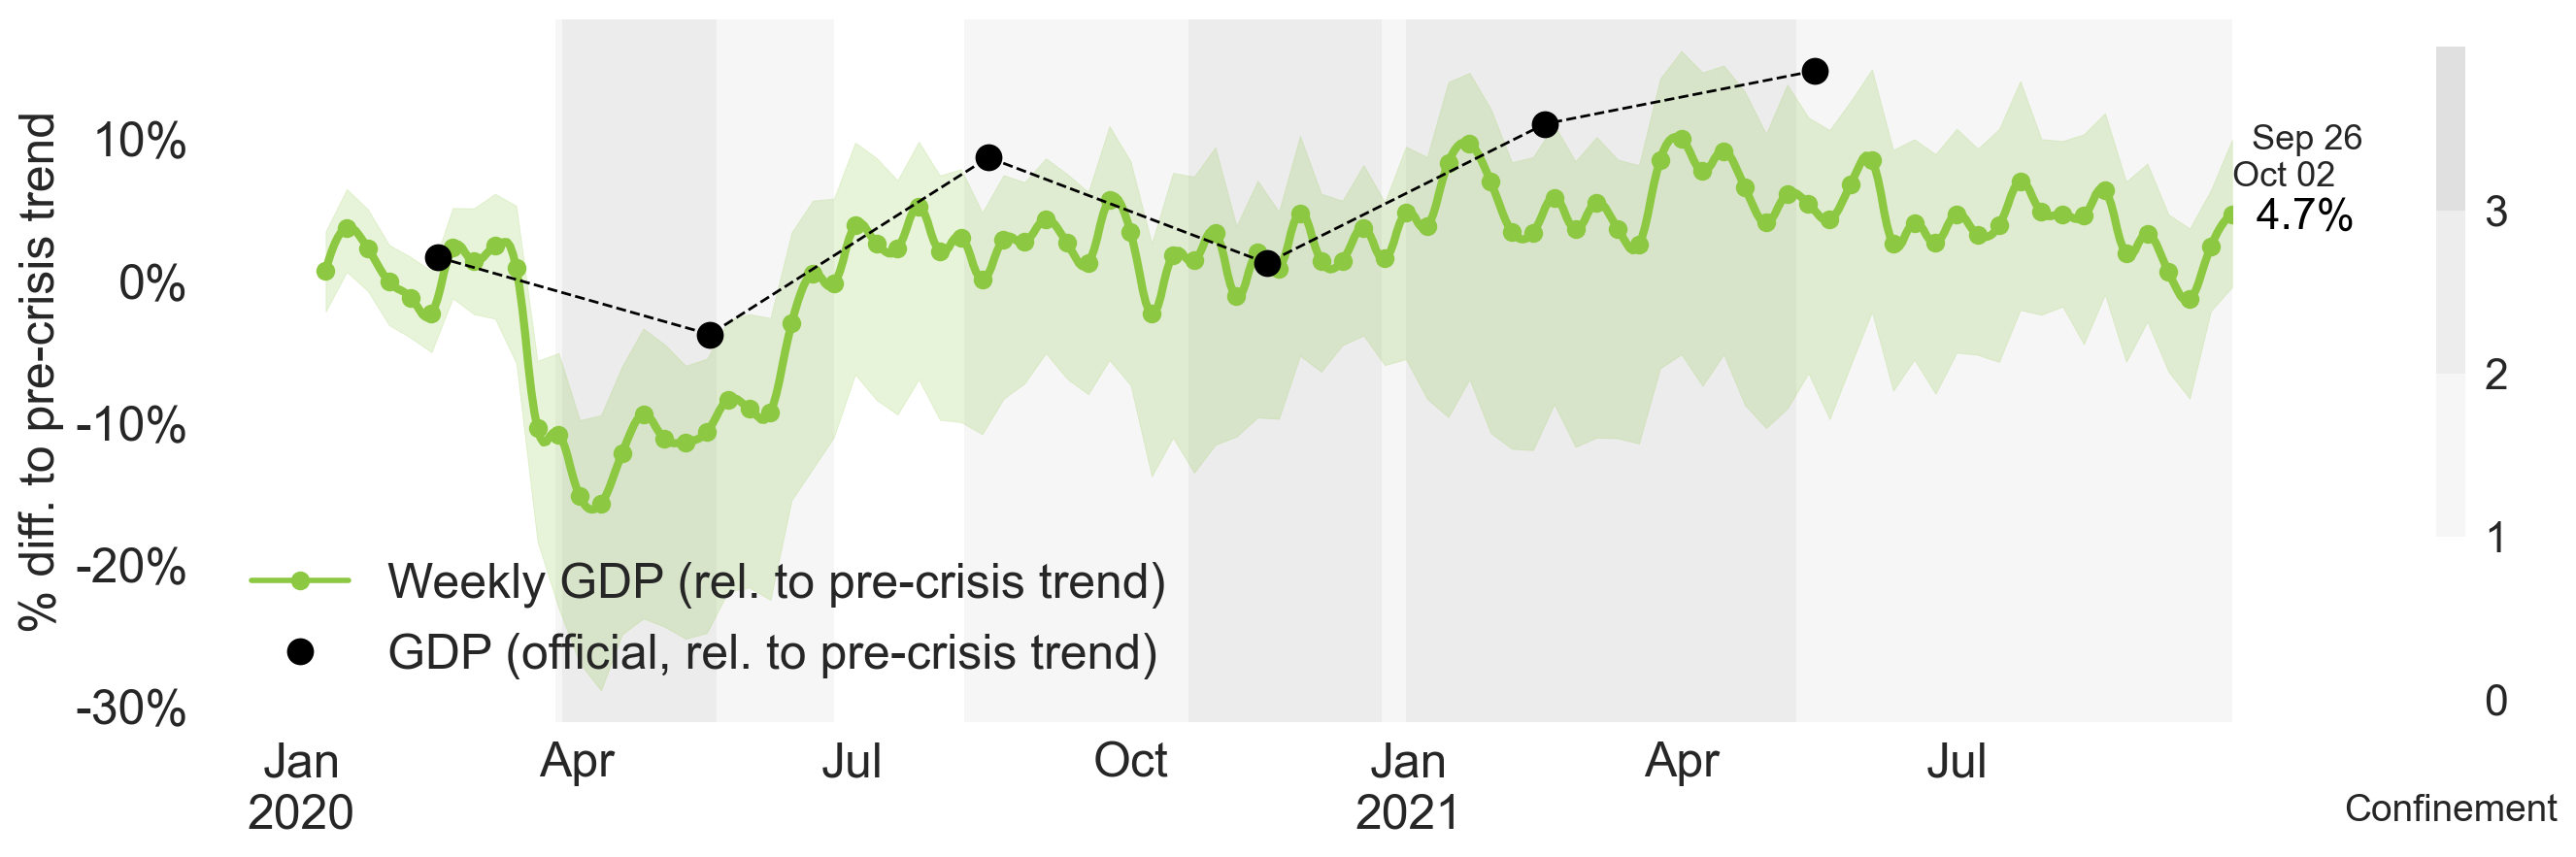 % diff. to pre-crisis trend
10%
0%
-10%
-20%
-30%
Weekly GDP (rel. to pre-crisis trend)
GDP (official, rel. to pre-crisis trend)
Jan
2020
Apr
Jul
Oct
Jan
2021
Apr
Jul
Sep 26
Oct 02
4.7%
3
2
1
0
Confinement